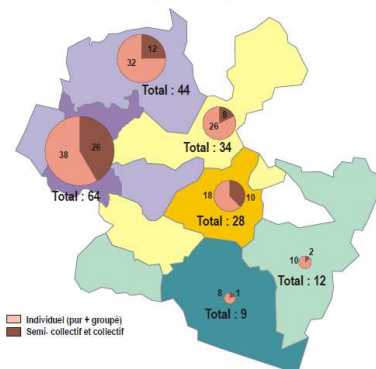 12
32
Total : 44
8
26
Total : 34
26
38
Total : 64
18
10
Total : 28
2
10
Total : 12
8
1
Total : 9
Individuel (pur + groupé)
Semi- collectif et collectif